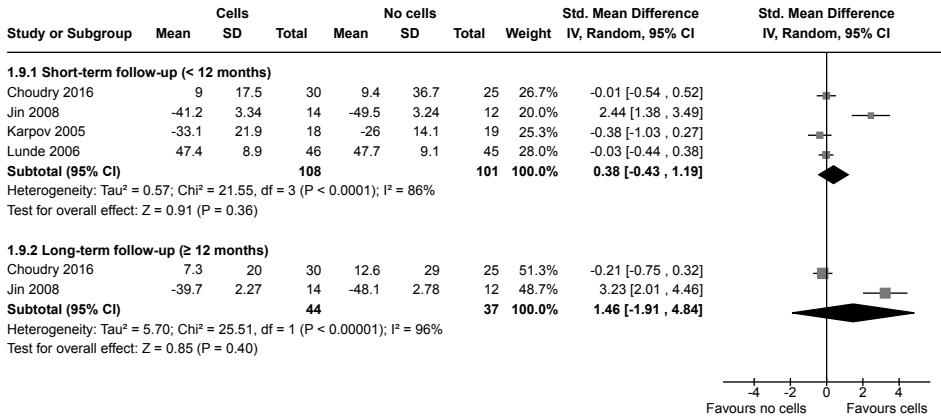 Cells No cells Std. Mean Difference Std. Mean Difference
Study or Subgroup Mean SD Total Mean SD Total Weight IV, Random, 95% CI IV, Random, 95% CI
1.9.1 Short-term follow-up (< 12 months)
Choudry 2016 9 17.5 30 9.4 36.7 25 26.7% -0.01 [-0.54 , 0.52]
Jin 2008 -41.2 3.34 14 -49.5 3.24 12 20.0% 2.44 [1.38 , 3.49]
Karpov 2005 -33.1 21.9 18 -26 14.1 19 25.3% -0.38 [-1.03 , 0.27]
Lunde 2006 47.4 8.9 46 47.7 9.1 45 28.0% -0.03 [-0.44 , 0.38]
Subtotal (95% CI) 108 101 100.0% 0.38 [-0.43 , 1.19]
Heterogeneity: Tau² = 0.57; Chi² = 21.55, df = 3 (P < 0.0001); I² = 86%
Test for overall effect: Z = 0.91 (P = 0.36)
1.9.2 Long-term follow-up (≥ 12 months)
Choudry 2016 7.3 20 30 12.6 29 25 51.3% -0.21 [-0.75 , 0.32]
Jin 2008 -39.7 2.27 14 -48.1 2.78 12 48.7% 3.23 [2.01 , 4.46]
Subtotal (95% CI) 44 37 100.0% 1.46 [-1.91 , 4.84]
Heterogeneity: Tau² = 5.70; Chi² = 25.51, df = 1 (P < 0.00001); I² = 96%
Test for overall effect: Z = 0.85 (P = 0.40)
-4 -2 0 2 4
Favours no cells Favours cells